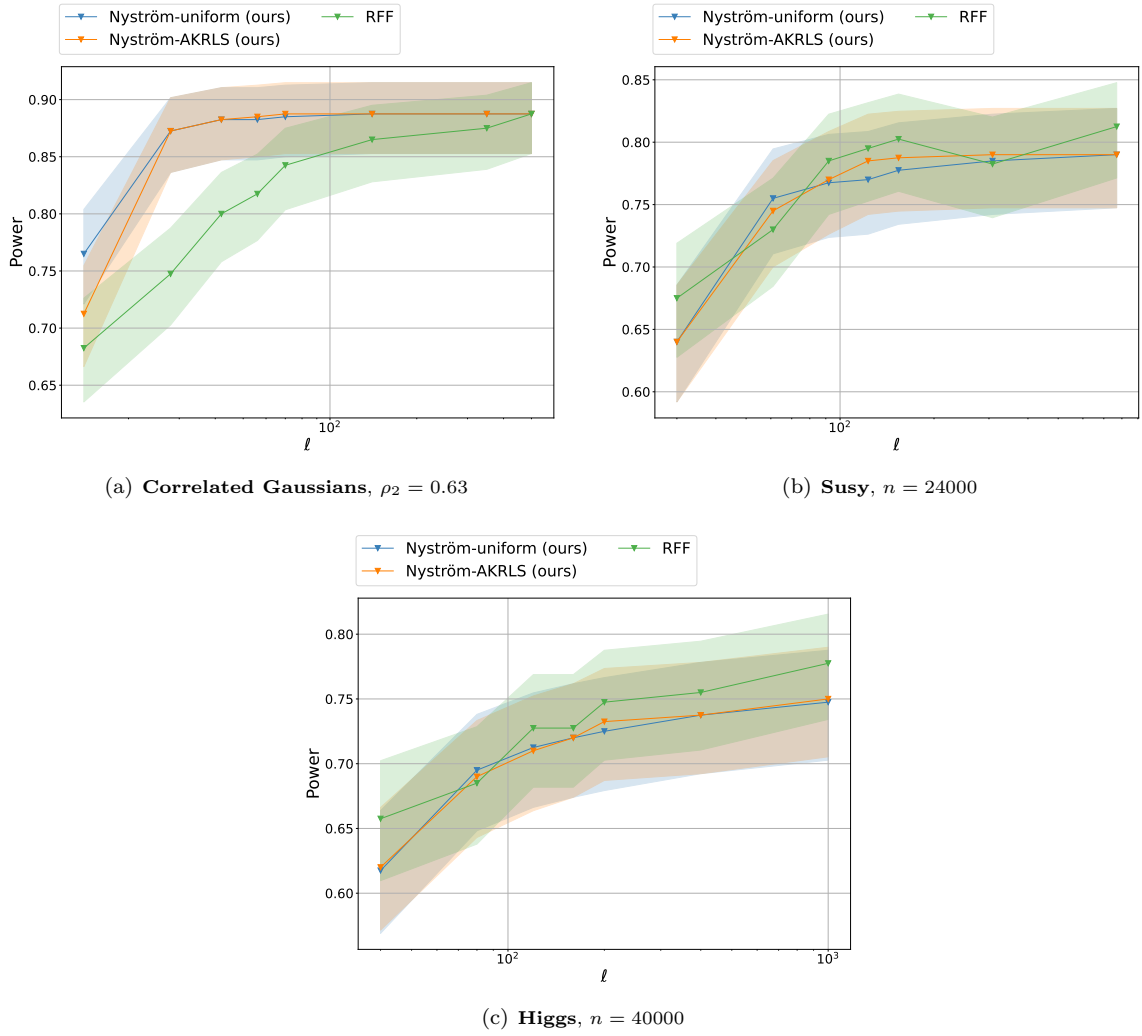 Nyström-uniform (ours)
RFF
Nyström-AKRLS (ours)
0.90
0.85
0.80
0.75
0.70
0.65
Power
10²
ℓ
(a) Correlated Gaussians, ρ₂ = 0.63
Nyström-uniform (ours)
RFF
Nyström-AKRLS (ours)
0.85
0.80
0.75
0.70
0.65
0.60
Power
10²
ℓ
(b) Susy, n = 24000
Nyström-uniform (ours)
RFF
Nyström-AKRLS (ours)
0.80
0.75
0.70
0.65
0.60
Power
10² 10³
ℓ
(c) Higgs, n = 40000